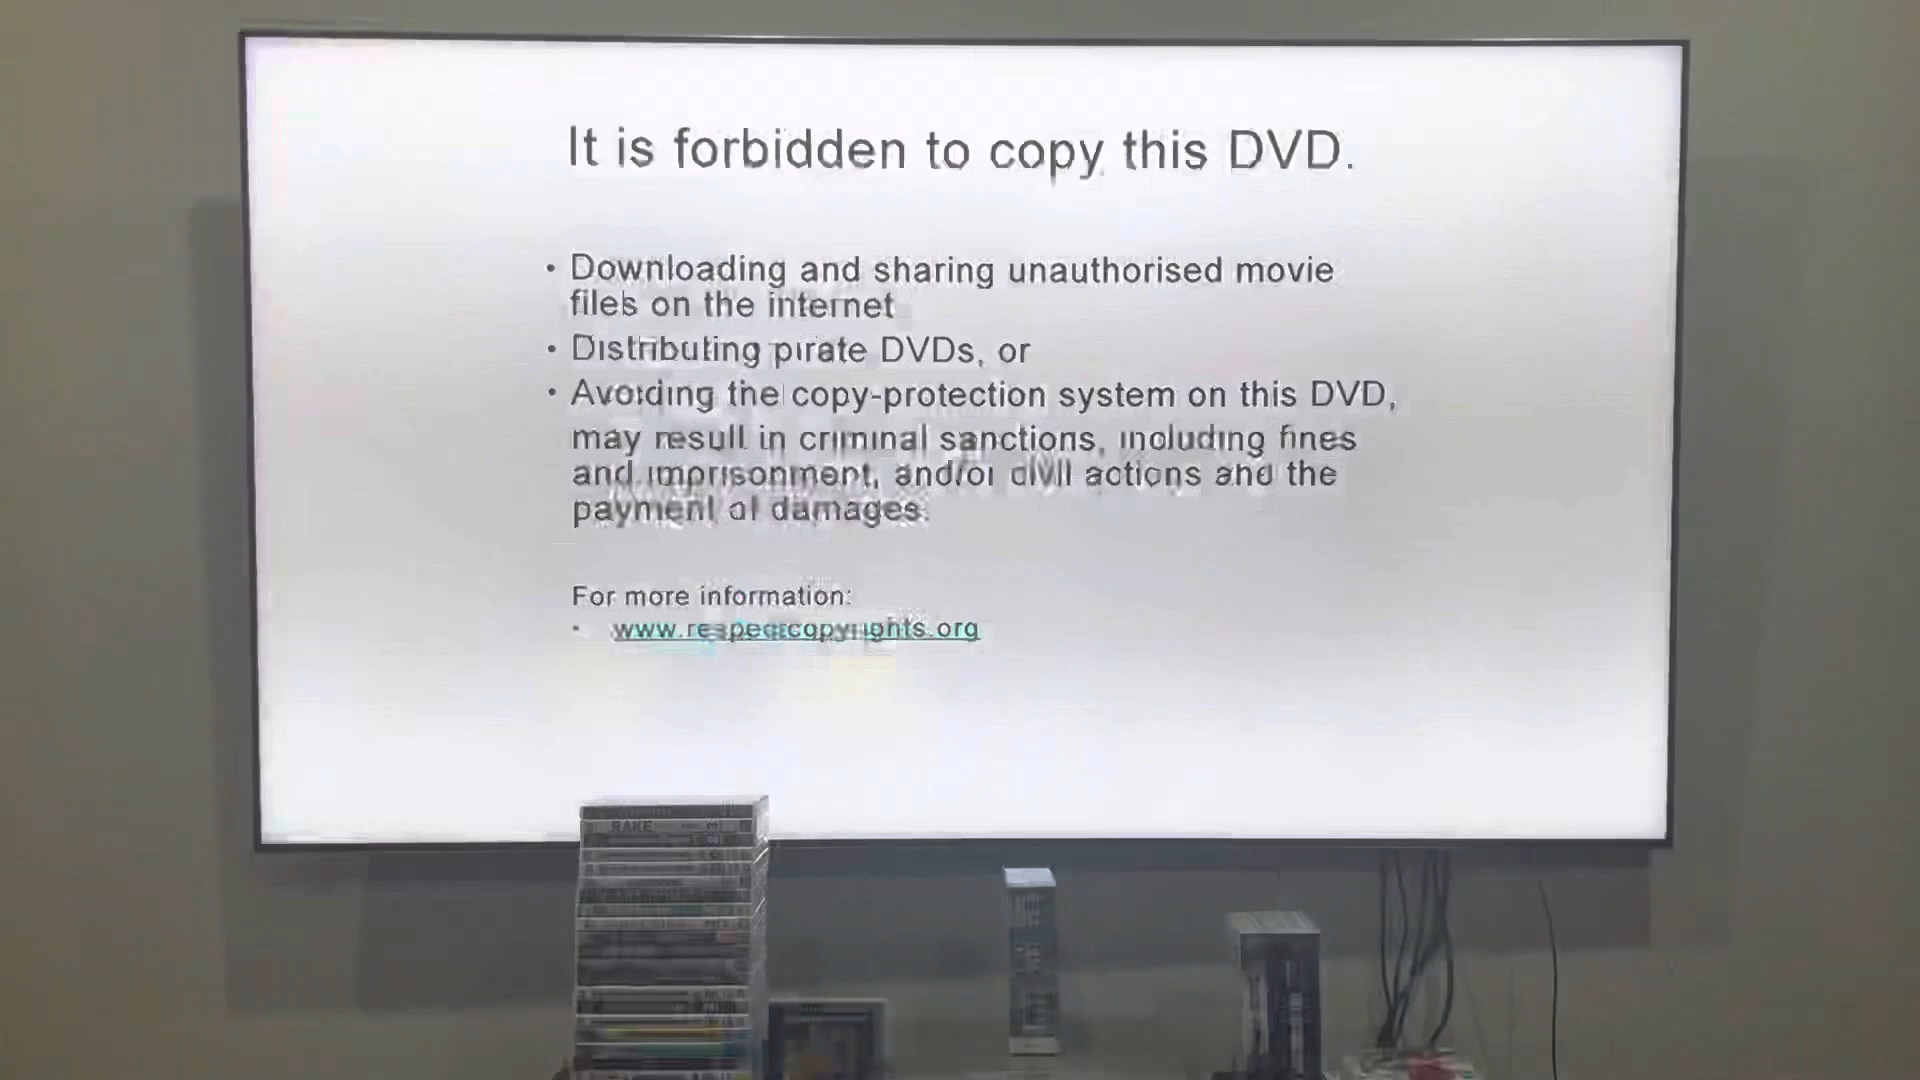 It is forbidden to copy this DVD.
• Downloading and sharing unauthorised movie
files on the internet
• Distributing pirate DVDs, or
• Avoiding the copy-protection system on this DVD,
may result in criminal sanctions, including fines
and imprisonment, and/or civil actions and the
payment of damages.
For more information:
• www.respectcopyrights.org
RAKE